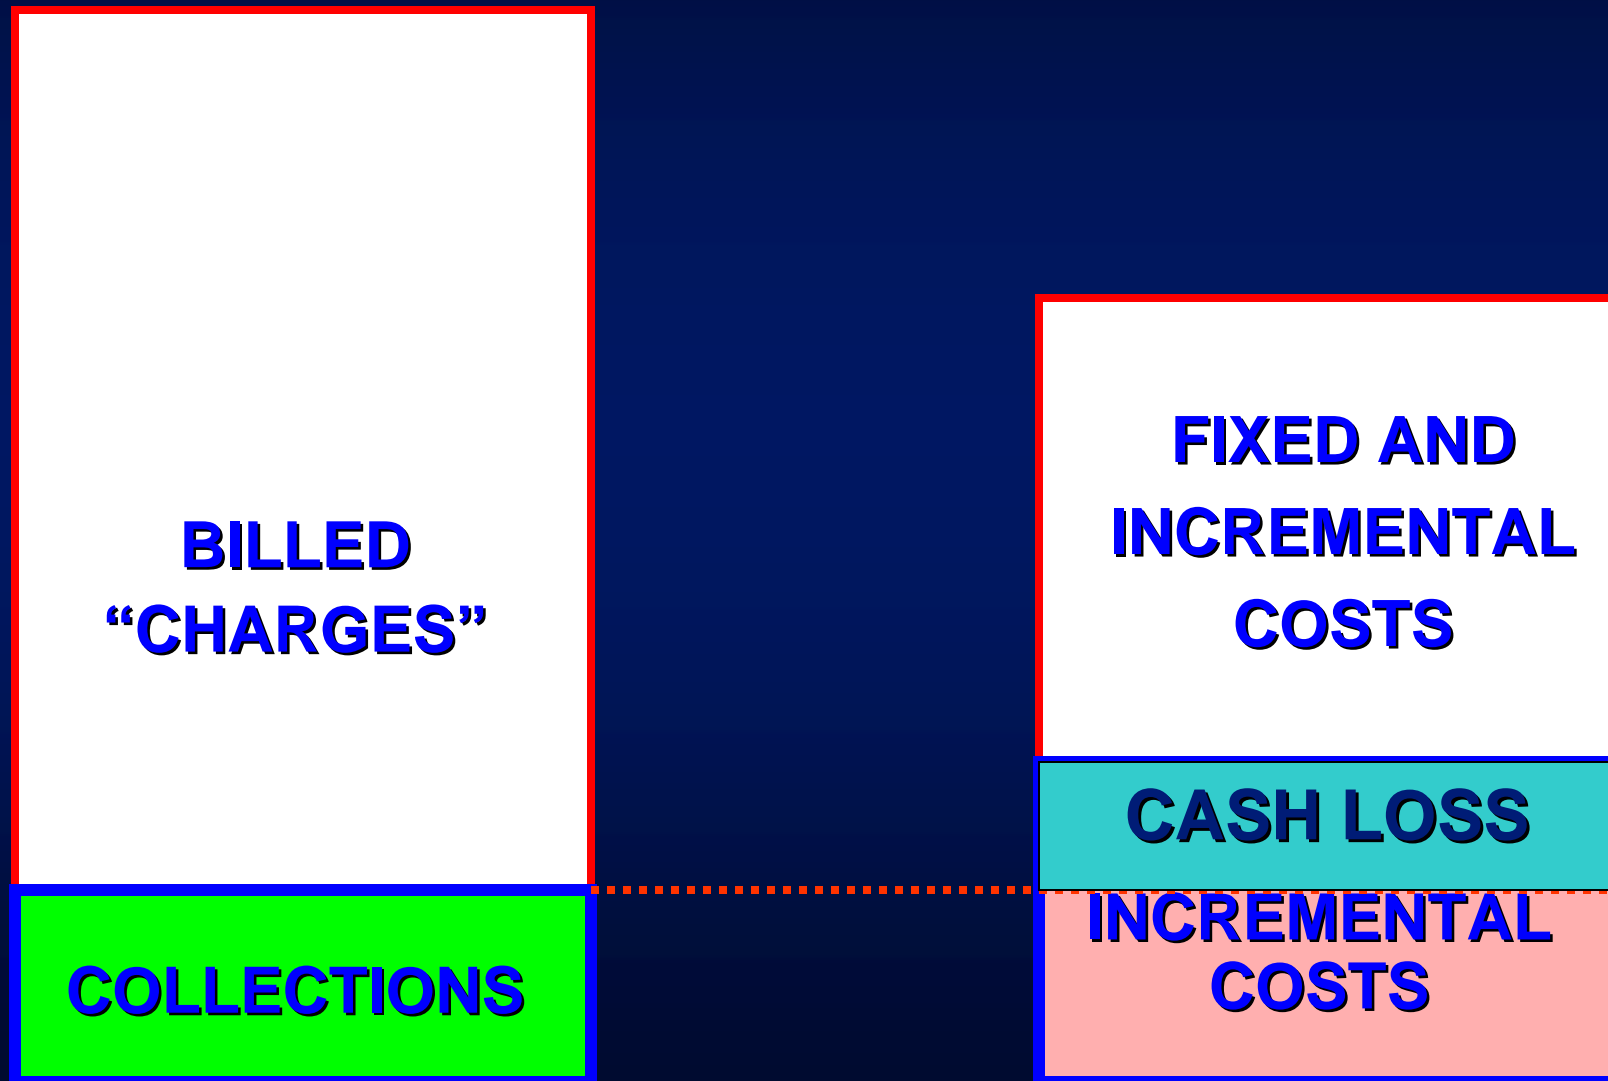 BILLED
“CHARGES”
COLLECTIONS
FIXED AND
INCREMENTAL
COSTS
CASH LOSS
INCREMENTAL
COSTS